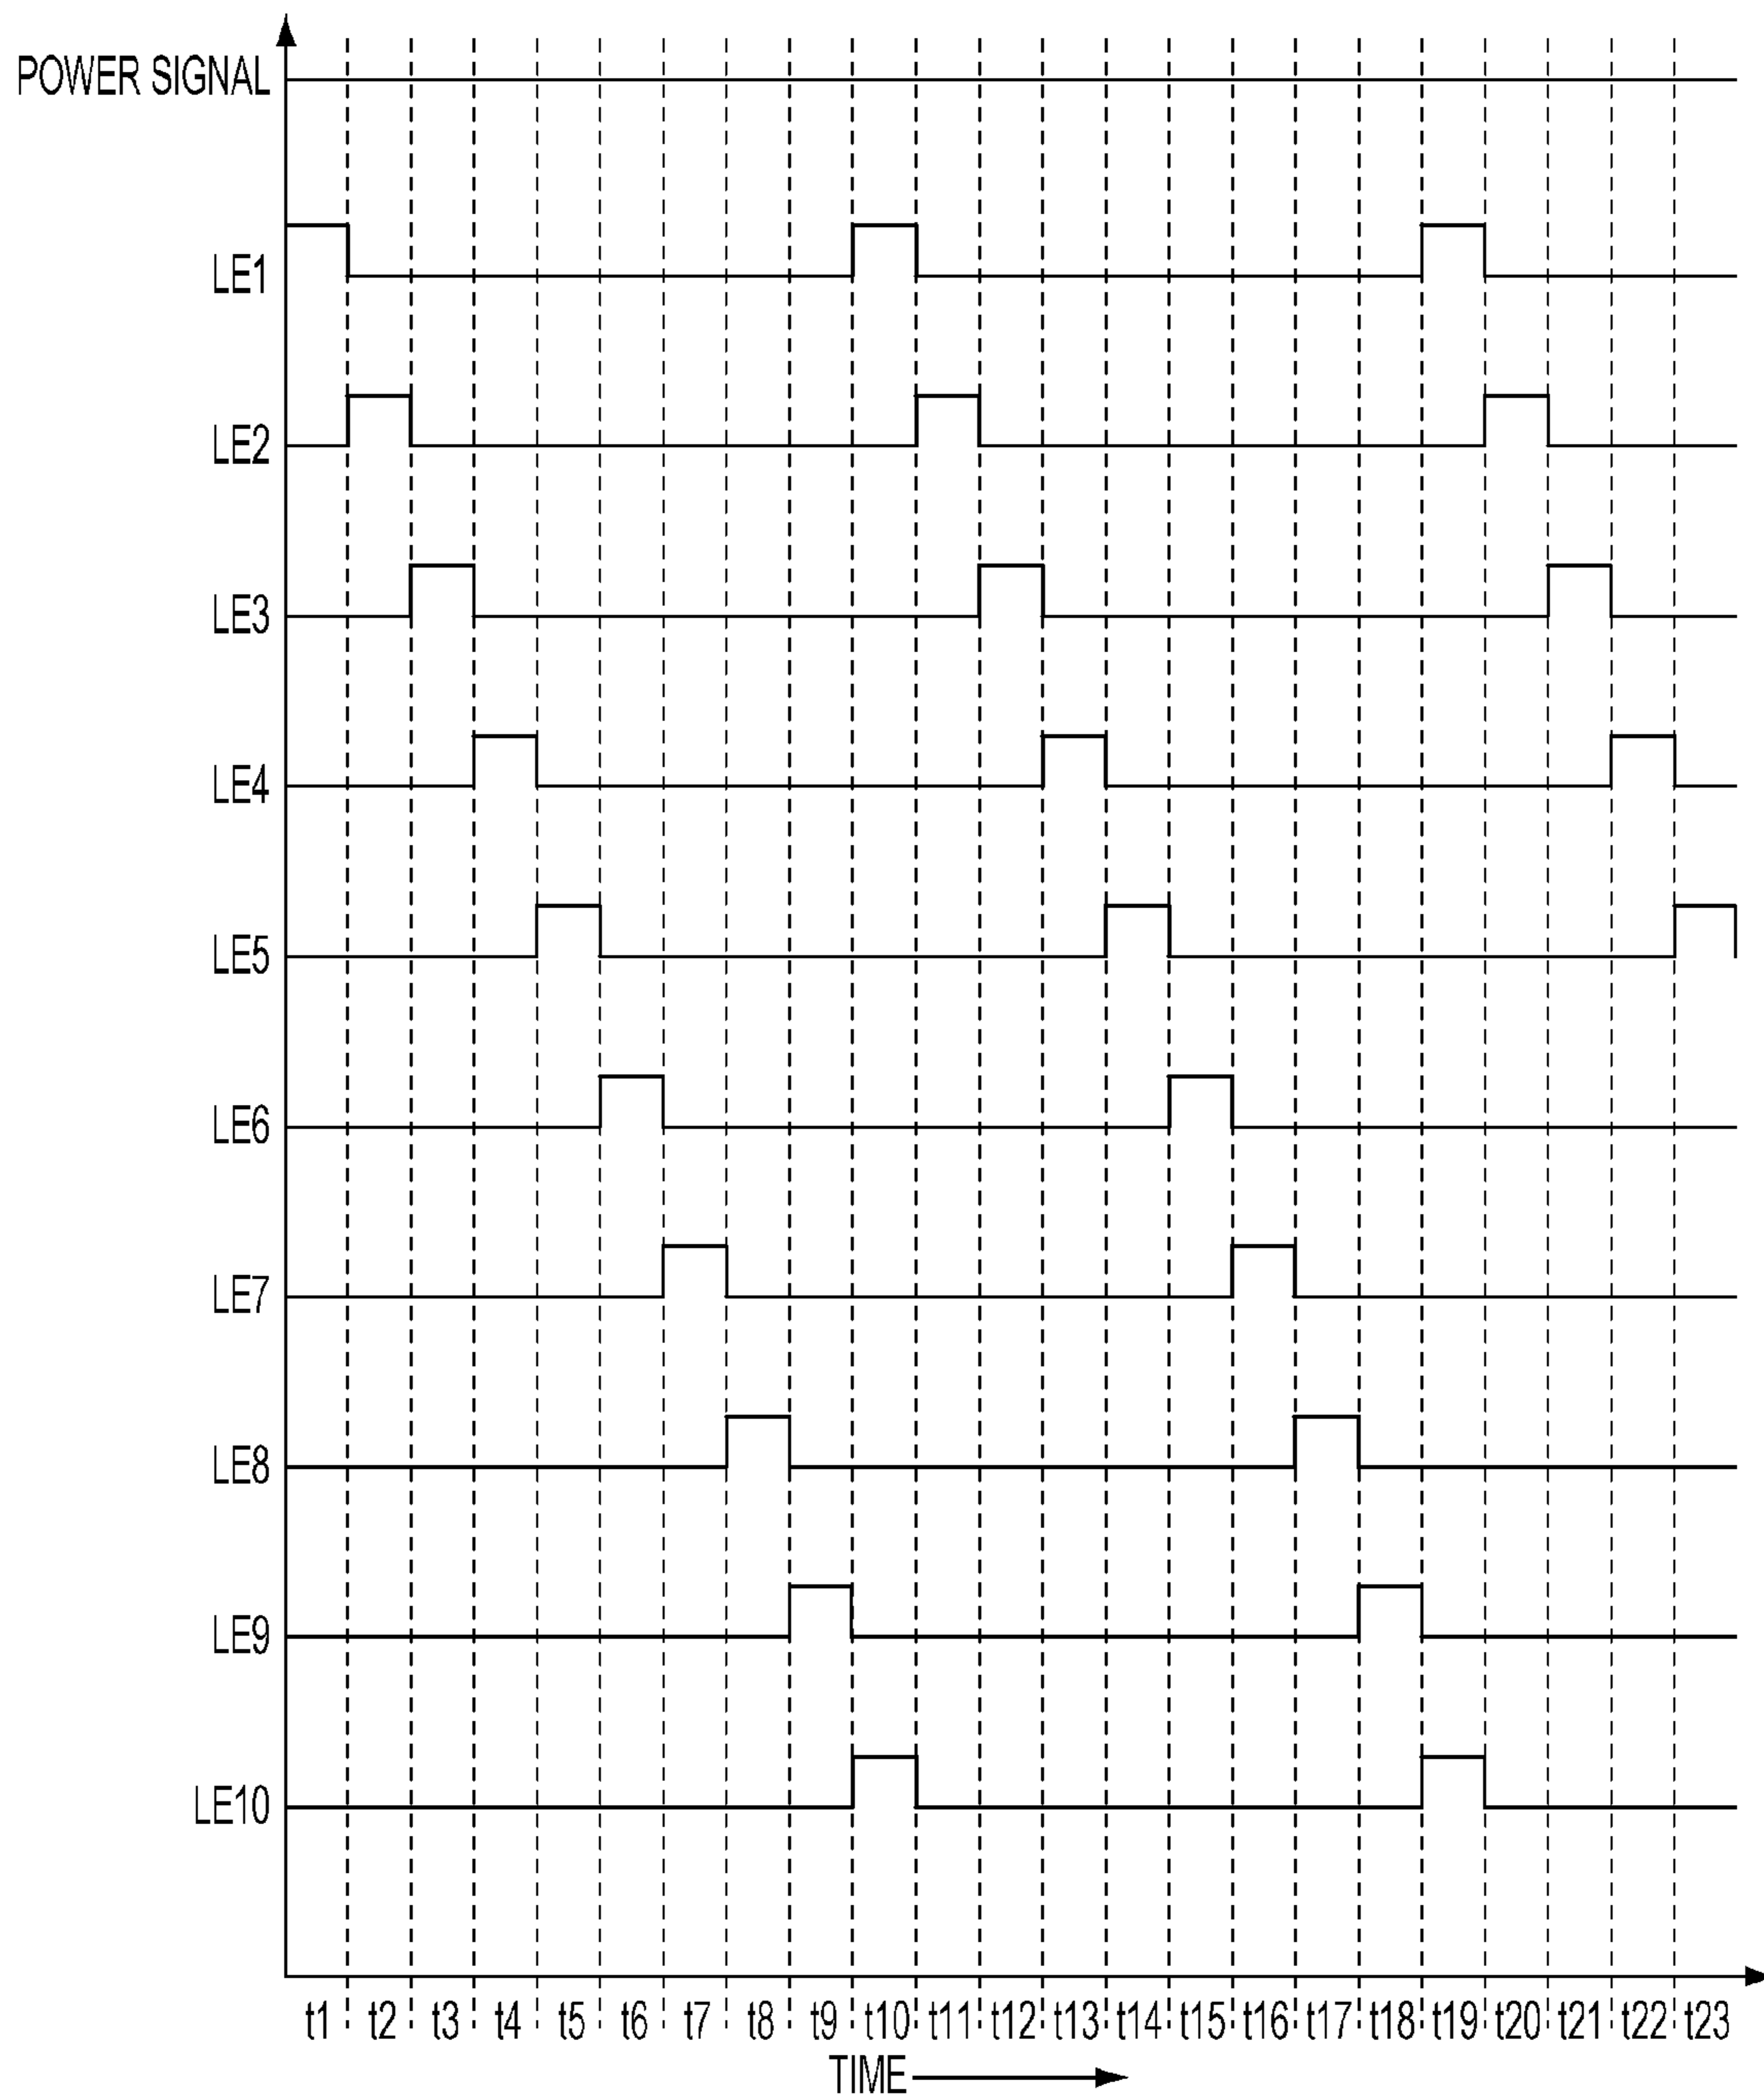 POWER SIGNAL
LE1
LE2
LE3
LE4
LE5
LE6
LE7
LE8
LE9
LE10
t1 t2 t3 t4 t5 t6 t7 t8 t9 t10 t11 t12 t13 t14 t15 t16 t17 t18 t19 t20 t21 t22 t23
TIME